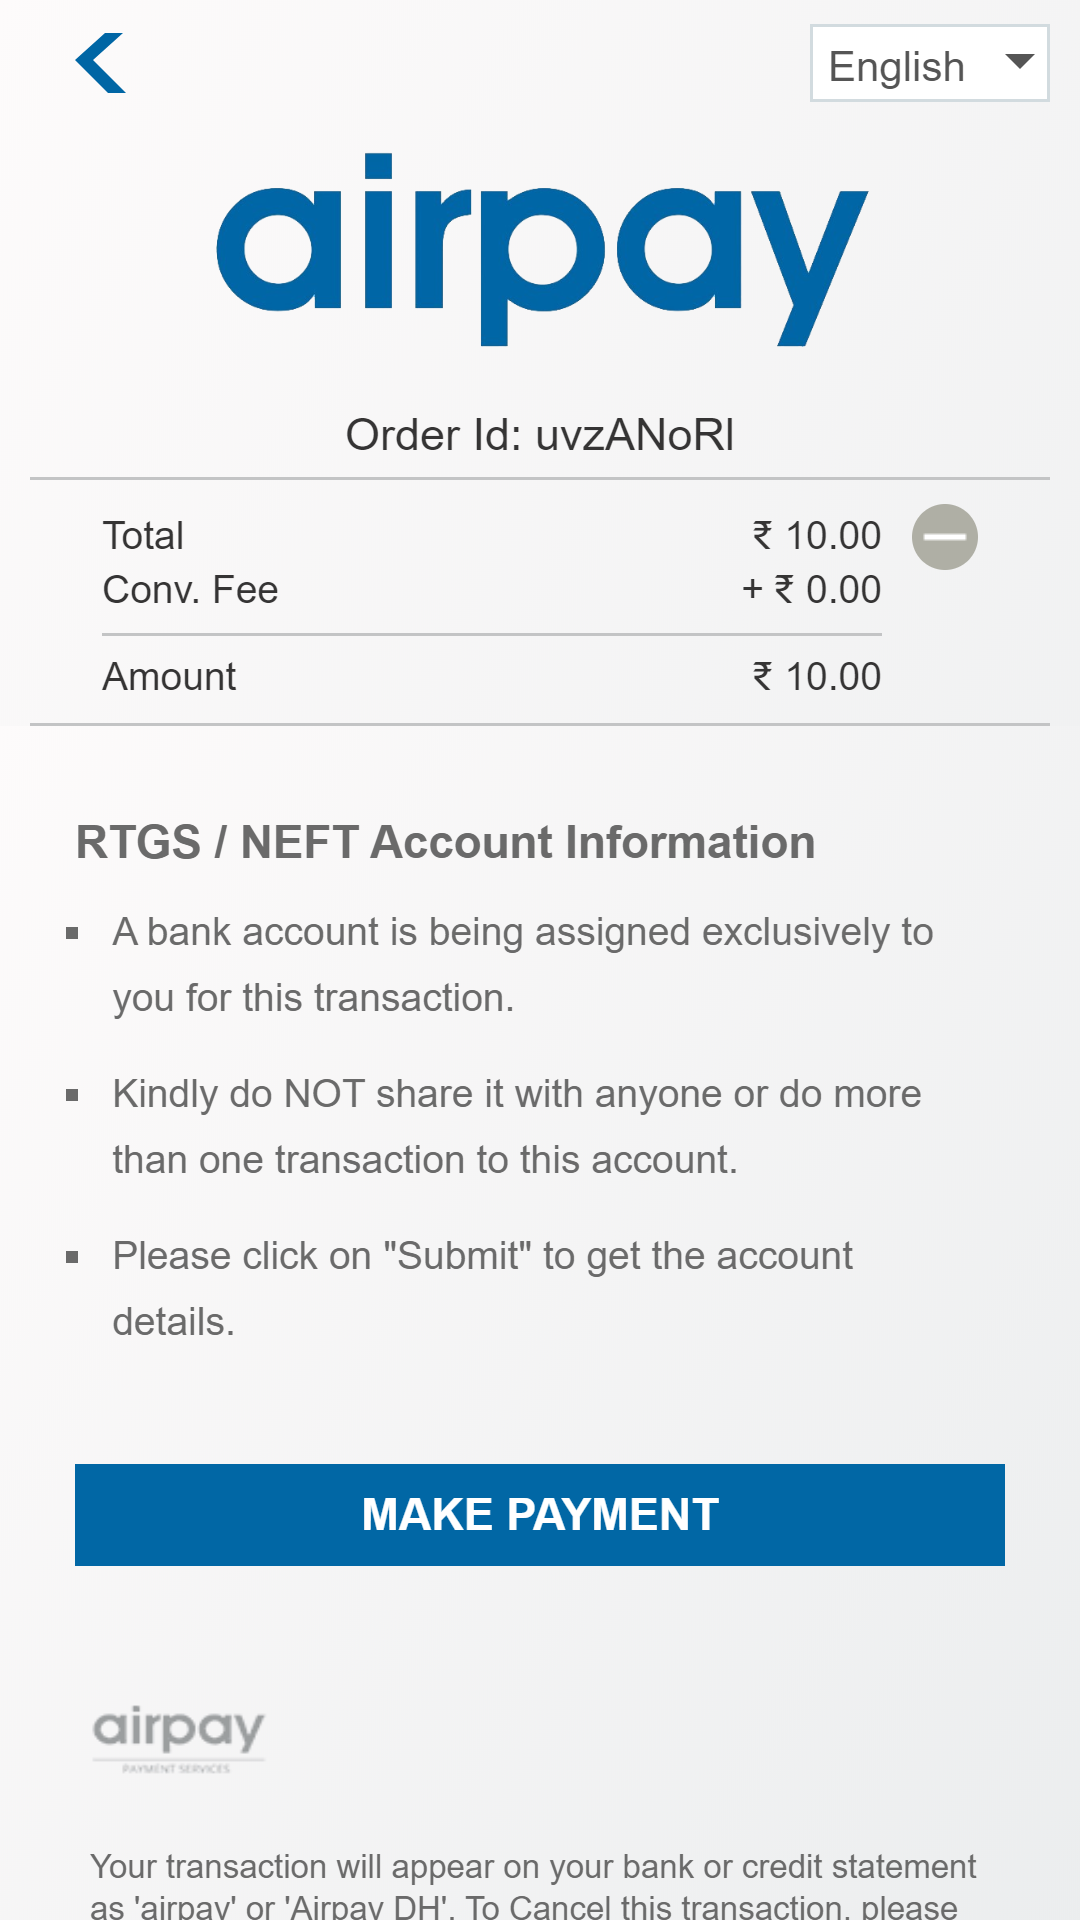 English
airpay
Order Id: uvzANoRl
Total ₹ 10.00
Conv. Fee + ₹ 0.00
Amount ₹ 10.00
RTGS / NEFT Account Information
A bank account is being assigned exclusively to
you for this transaction.
Kindly do NOT share it with anyone or do more
than one transaction to this account.
Please click on "Submit" to get the account
details.
MAKE PAYMENT
airpay
PAYMENT SERVICES
Your transaction will appear on your bank or credit statement
as 'airpay' or 'Airpay DH'. To Cancel this transaction, please